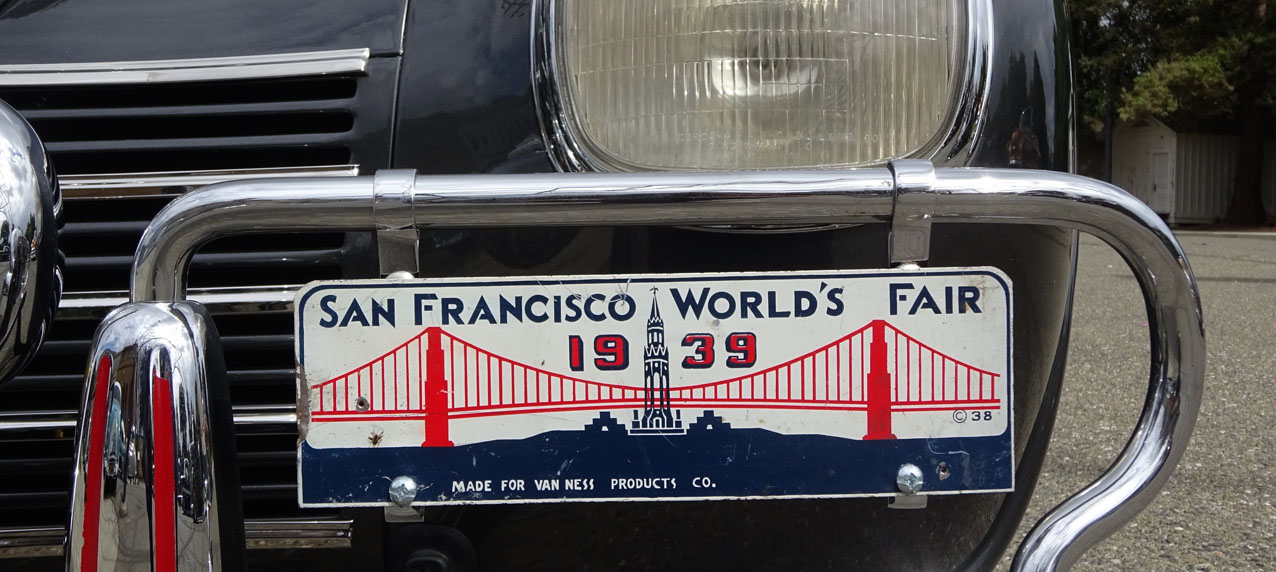 SAN FRANCISCO WORLD'S FAIR
1939
© 38
MADE FOR VAN NESS PRODUCTS CO.